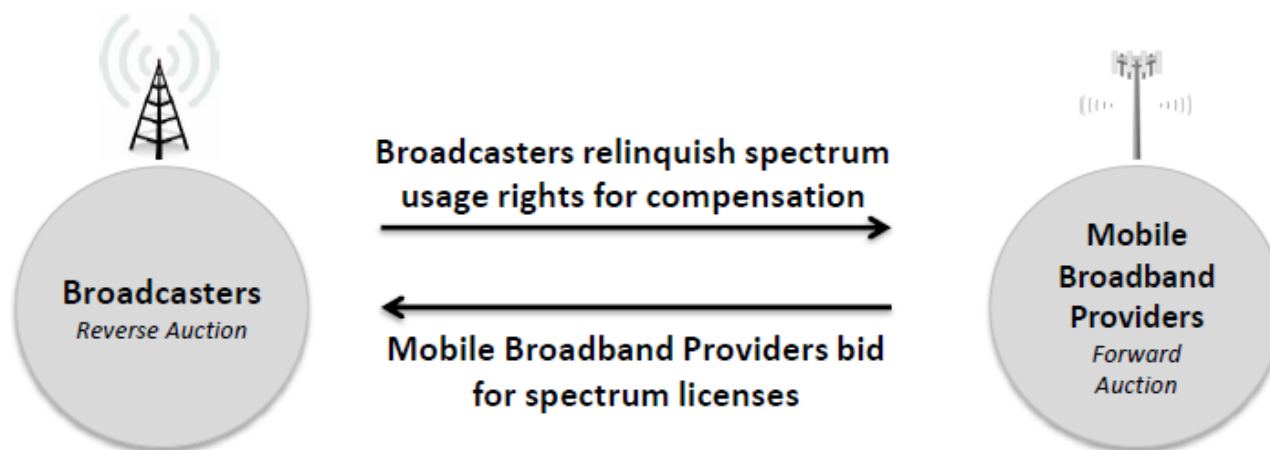 Broadcasters relinquish spectrum
usage rights for compensation
Broadcasters
Reverse Auction
Mobile
Broadband
Providers
Forward
Auction
Mobile Broadband Providers bid
for spectrum licenses